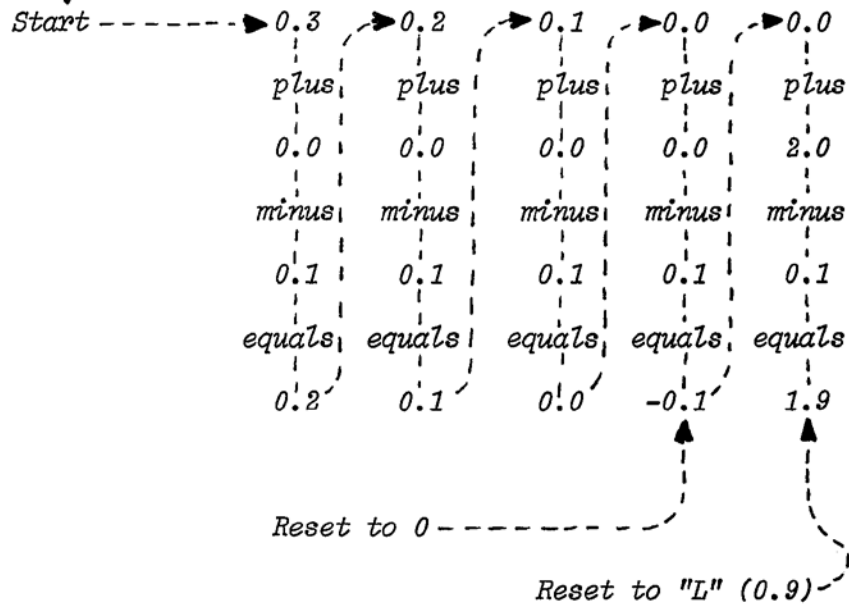 Start 0.3 0.2 0.1 0.0 0.0
plus plus plus plus plus
0.0 0.0 0.0 0.0 2.0
minus minus minus minus minus
0.1 0.1 0.1 0.1 0.1
equals equals equals equals equals
0.2 0.1 0.0 -0.1 1.9
Reset to 0
Reset to "L" (0.9)